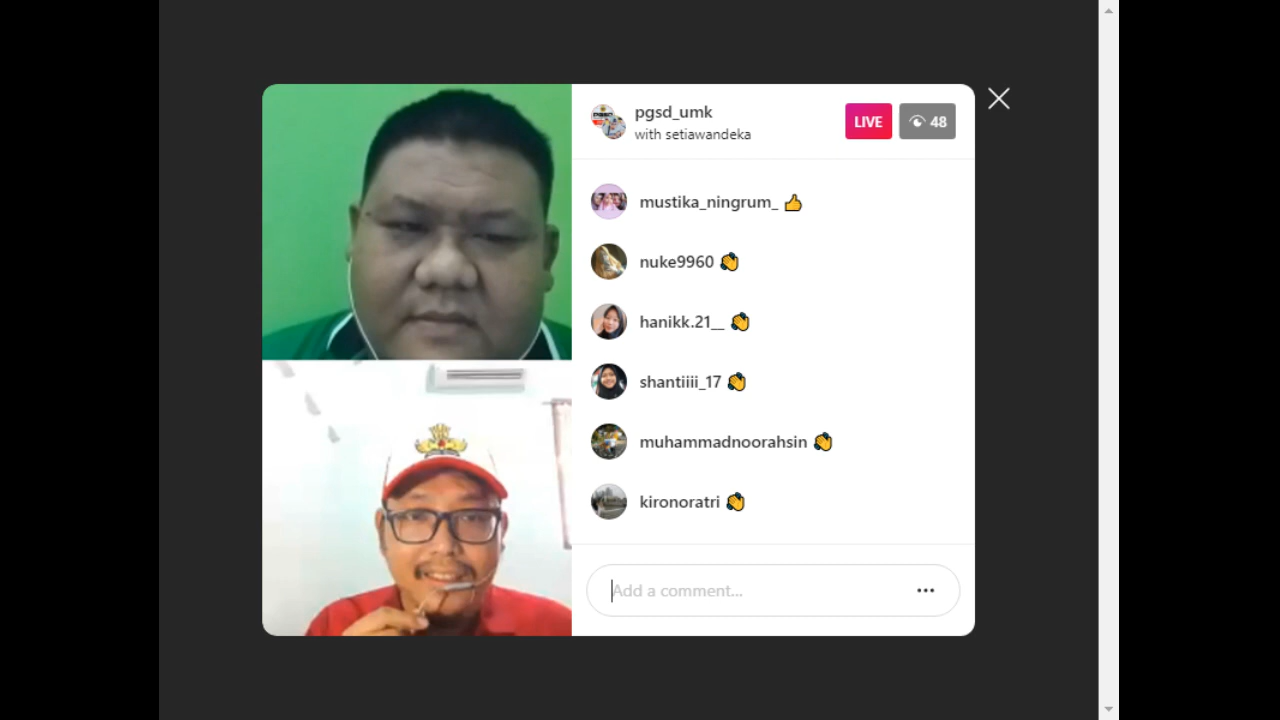 pgsd_umk
with setiawandeka
LIVE
48
mustika_ningrum_ 👍
nuke9960 👏
hanikk.21__ 👏
shantiiii_17 👏
muhammadnoorahsin 👏
kironoratri 👏
Add a comment...